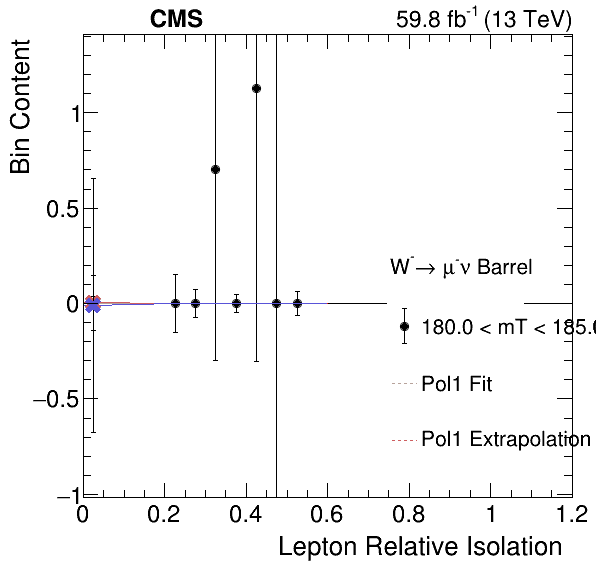 CMS
59.8 fb⁻¹ (13 TeV)
Bin Content
1
0.5
0
−0.5
−1
W⁻→ μ⁻ν Barrel
180.0 < mT < 185.0
Pol1 Fit
Pol1 Extrapolation
0 0.2 0.4 0.6 0.8 1 1.2
Lepton Relative Isolation